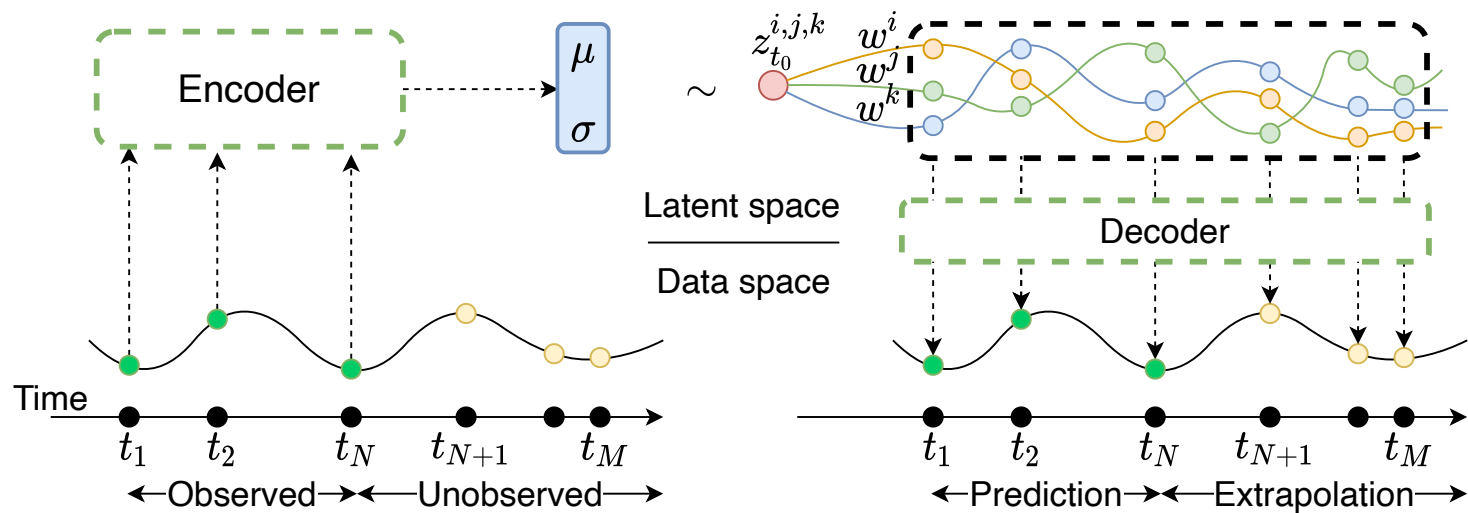 Encoder
μ
σ
~
z_{t_0}^{i,j,k}
w^i
w^j
w^k
Latent space
Data space
Decoder
Time
t_1 t_2 t_N t_{N+1} t_M
Observed Unobserved
t_1 t_2 t_N t_{N+1} t_M
Prediction Extrapolation